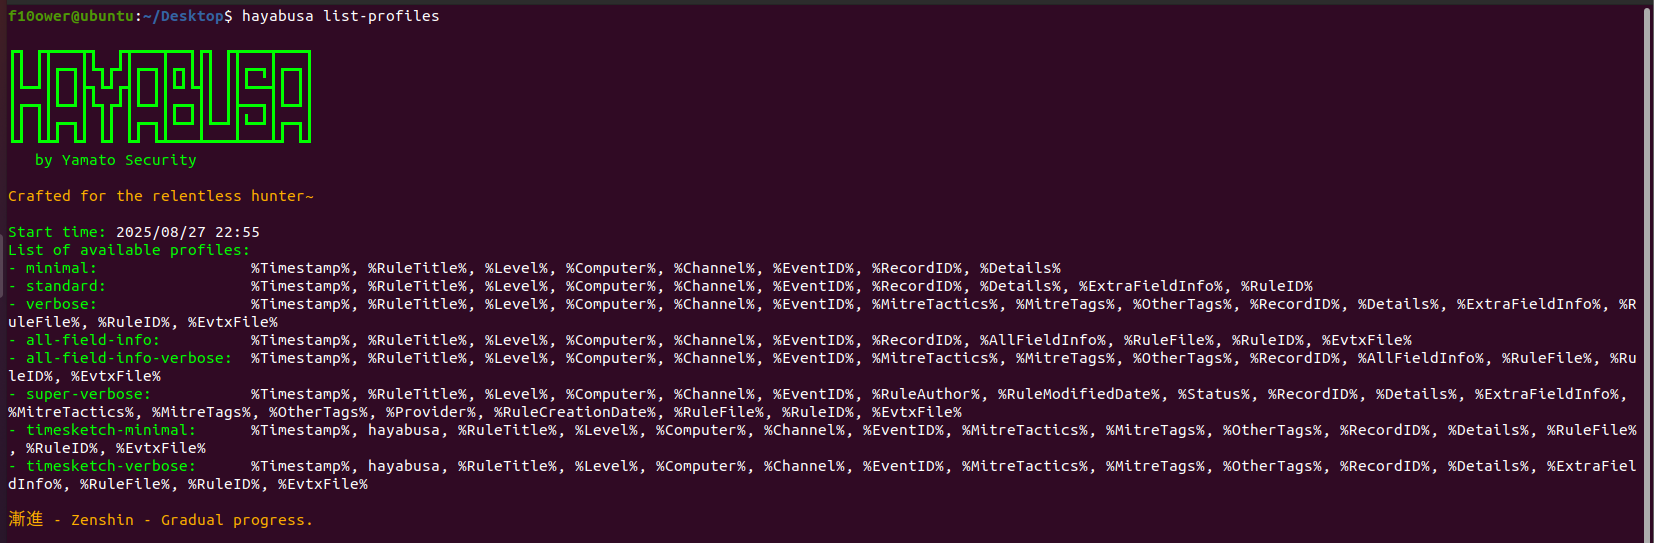 f10ower@ubuntu:~/Desktop$ hayabusa list-profiles
HAYABUSA
by Yamato Security
Crafted for the relentless hunter~
Start time: 2025/08/27 22:55
List of available profiles:
- minimal: %Timestamp%, %RuleTitle%, %Level%, %Computer%, %Channel%, %EventID%, %RecordID%, %Details%
- standard: %Timestamp%, %RuleTitle%, %Level%, %Computer%, %Channel%, %EventID%, %RecordID%, %Details%, %ExtraFieldInfo%, %RuleID%
- verbose: %Timestamp%, %RuleTitle%, %Level%, %Computer%, %Channel%, %EventID%, %MitreTactics%, %MitreTags%, %OtherTags%, %RecordID%, %Details%, %ExtraFieldInfo%, %R
uleFile%, %RuleID%, %EvtxFile%
- all-field-info: %Timestamp%, %RuleTitle%, %Level%, %Computer%, %Channel%, %EventID%, %RecordID%, %AllFieldInfo%, %RuleFile%, %RuleID%, %EvtxFile%
- all-field-info-verbose: %Timestamp%, %RuleTitle%, %Level%, %Computer%, %Channel%, %EventID%, %MitreTactics%, %MitreTags%, %OtherTags%, %RecordID%, %AllFieldInfo%, %RuleFile%, %Ru
leID%, %EvtxFile%
- super-verbose: %Timestamp%, %RuleTitle%, %Level%, %Computer%, %Channel%, %EventID%, %RuleAuthor%, %RuleModifiedDate%, %Status%, %RecordID%, %Details%, %ExtraFieldInfo%,
%MitreTactics%, %MitreTags%, %OtherTags%, %Provider%, %RuleCreationDate%, %RuleFile%, %RuleID%, %EvtxFile%
- timesketch-minimal: %Timestamp%, hayabusa, %RuleTitle%, %Level%, %Computer%, %Channel%, %EventID%, %MitreTactics%, %MitreTags%, %OtherTags%, %RecordID%, %Details%, %RuleFile%
, %RuleID%, %EvtxFile%
- timesketch-verbose: %Timestamp%, hayabusa, %RuleTitle%, %Level%, %Computer%, %Channel%, %EventID%, %MitreTactics%, %MitreTags%, %OtherTags%, %RecordID%, %Details%, %ExtraFiel
dInfo%, %RuleFile%, %RuleID%, %EvtxFile%
漸進 - Zenshin - Gradual progress.